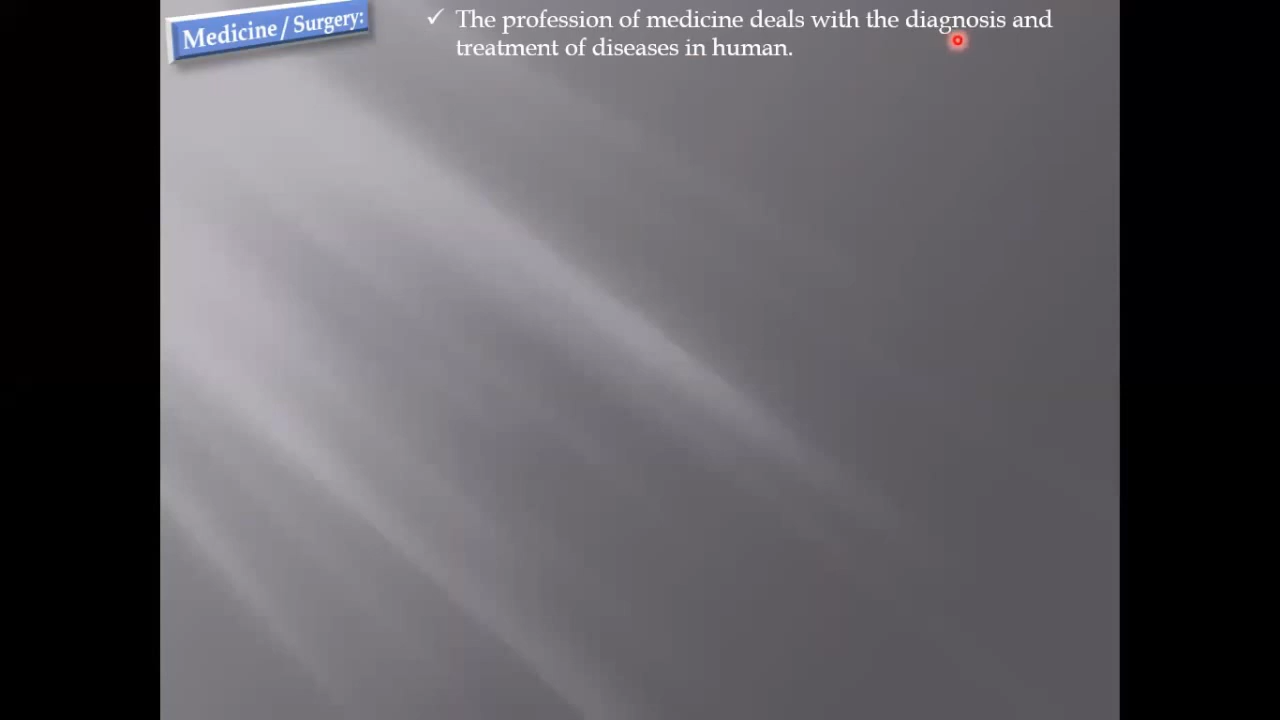 Medicine / Surgery:
✓ The profession of medicine deals with the diagnosis and
treatment of diseases in human.